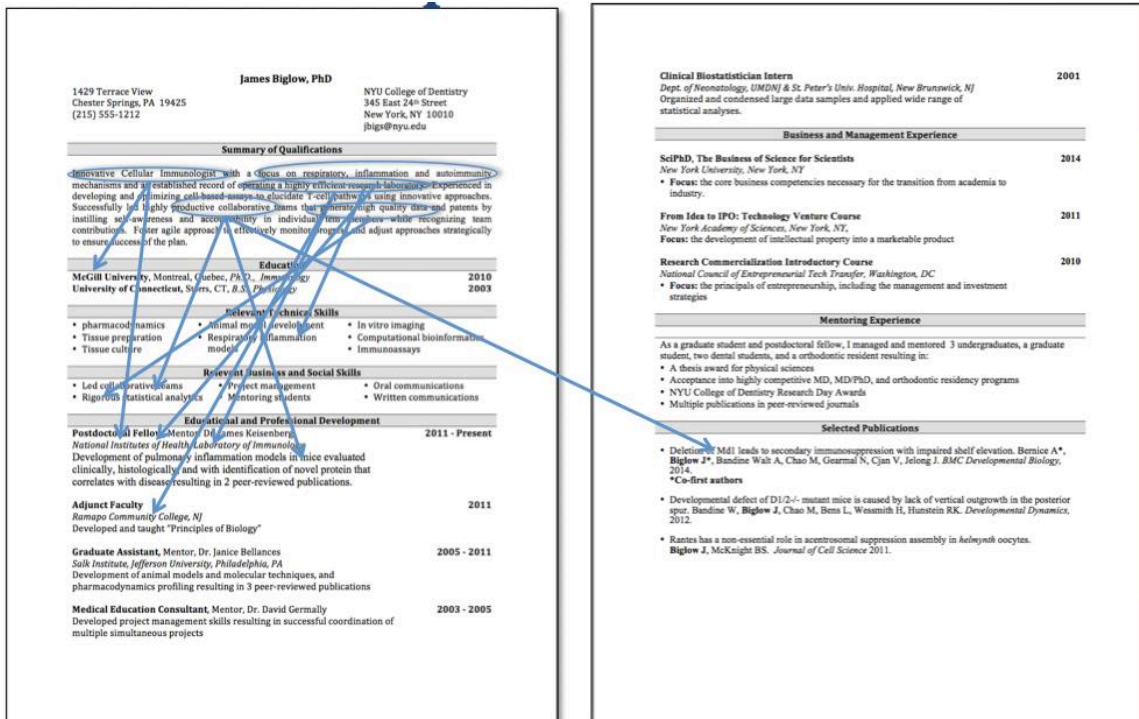 James Biglow, PhD
1429 Terrace View
Chester Springs, PA 19425
(215) 555-1212
NYU College of Dentistry
345 East 24th Street
New York, NY 10010
jbigs@nyu.edu
Summary of Qualifications
Innovative Cellular Immunologist with a focus on respiratory, inflammation and autoimmunity
mechanisms and an established record of operating a highly efficient research laboratory. Experienced in
developing and optimizing cell based assays to elucidate T-cell pathways using innovative approaches.
Successfully led highly productive collaborative teams that generate high quality data and patents by
instilling self-awareness and accountability in individual team members while recognizing team
contributions. Foster agile approach to effectively monitor progress and adjust approaches strategically
to ensure success of the plan.
Education
McGill University, Montreal, Quebec, Ph.D., Immunology 2010
University of Connecticut, Storrs, CT, B.S., Physiology 2003
Relevant Technical Skills
• pharmacodynamics • Animal model development • In vitro imaging
• Tissue preparation • Respiratory inflammation • Computational bioinformatics
• Tissue culture models • Immunoassays
Relevant Business and Social Skills
• Led collaborative teams • Project management • Oral communications
• Rigorous statistical analytics • Mentoring students • Written communications
Educational and Professional Development
Postdoctoral Fellow, Mentor Dr. James Keisenberg 2011 - Present
National Institutes of Health, Laboratory of Immunology
Development of pulmonary inflammation models in mice evaluated
clinically, histologically, and with identification of novel protein that
correlates with disease resulting in 2 peer-reviewed publications.
Adjunct Faculty 2011
Ramapo Community College, NJ
Developed and taught "Principles of Biology"
Graduate Assistant, Mentor, Dr. Janice Bellances 2005 - 2011
Salk Institute, Jefferson University, Philadelphia, PA
Development of animal models and molecular techniques, and
pharmacodynamics profiling resulting in 3 peer-reviewed publications
Medical Education Consultant, Mentor, Dr. David Germally 2003 - 2005
Developed project management skills resulting in successful coordination of
multiple simultaneous projects
Clinical Biostatistician Intern 2001
Dept. of Neonatology, UMDNJ & St. Peter's Univ. Hospital, New Brunswick, NJ
Organized and condensed large data samples and applied wide range of
statistical analyses.
Business and Management Experience
SciPhD, The Business of Science for Scientists 2014
New York University, New York, NY
• Focus: the core business competencies necessary for the transition from academia to
industry.
From Idea to IPO: Technology Venture Course 2011
New York Academy of Sciences, New York, NY,
Focus: the development of intellectual property into a marketable product
Research Commercialization Introductory Course 2010
National Council of Entrepreneurial Tech Transfer, Washington, DC
• Focus: the principals of entrepreneurship, including the management and investment
strategies
Mentoring Experience
As a graduate student and postdoctoral fellow, I managed and mentored 3 undergraduates, a graduate
student, two dental students, and a orthodontic resident resulting in:
• A thesis award for physical sciences
• Acceptance into highly competitive MD, MD/PhD, and orthodontic residency programs
• NYU College of Dentistry Research Day Awards
• Multiple publications in peer-reviewed journals
Selected Publications
• Deletion of Md1 leads to secondary immunosuppression with impaired shelf elevation. Bernice A*,
Biglow J*, Bandine Walt A, Chao M, Gearmal N, Cjan V, Jelong J. BMC Developmental Biology,
2014.
*Co-first authors
• Developmental defect of D1/2-/- mutant mice is caused by lack of vertical outgrowth in the posterior
spur. Bandine W, Biglow J, Chao M, Bens L, Wessmith H, Hunstein RK. Developmental Dynamics,
2012.
• Rantes has a non-essential role in acentrosomal suppression assembly in helmynth oocytes.
Biglow J, McKnight BS. Journal of Cell Science 2011.